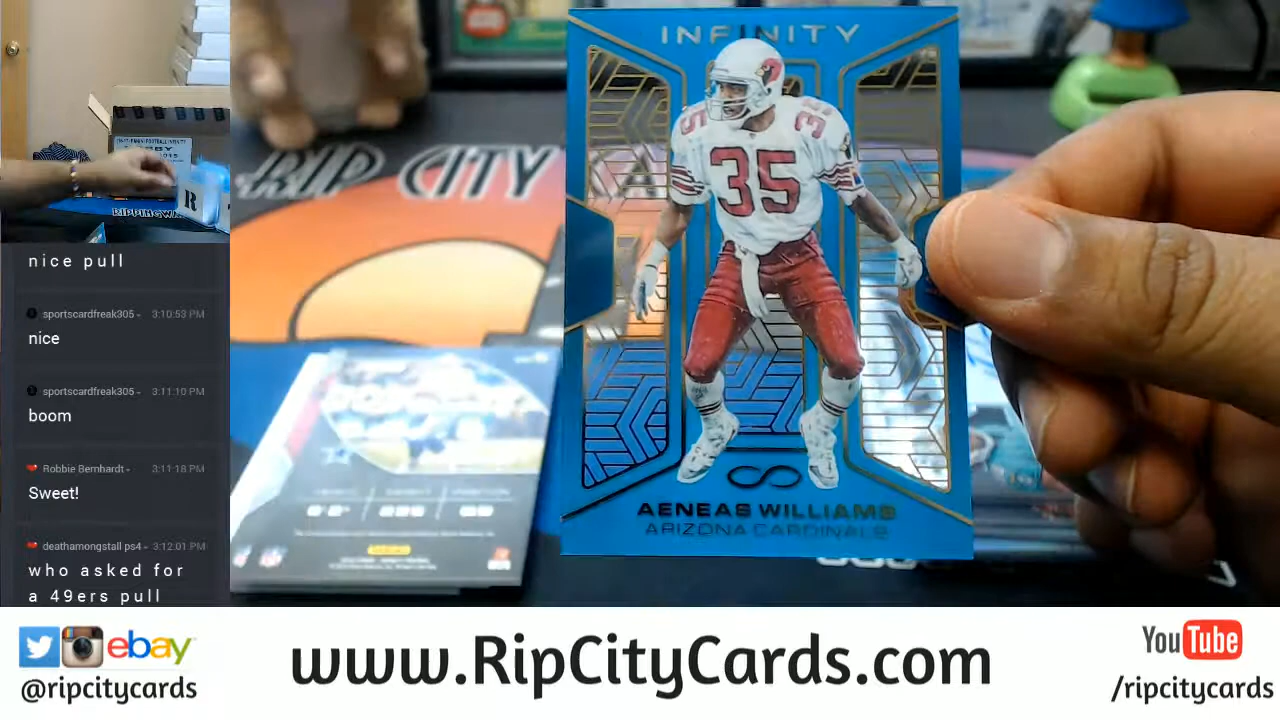 nice pull
sportscardfreak305 3:10:53 PM
nice
sportscardfreak305 3:11:10 PM
boom
Robbie Bernhardt 3:11:18 PM
Sweet!
deathamongstall ps4 3:12:01 PM
who asked for
a 49ers pull
RIP CITY
R
INFINITY
35
35
AENEAS WILLIAMS
ARIZONA CARDINALS
ebay
@ripcitycards
www.RipCityCards.com
YouTube
/ripcitycards